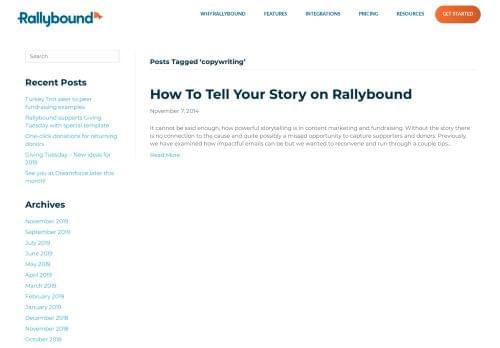 Rallybound
WHY RALLYBOUND
FEATURES
INTEGRATIONS
PRICING
RESOURCES
GET STARTED
Search
Recent Posts
Turkey Trot peer to peer
fundraising examples
Rallybound supports Giving
Tuesday with special template
One-click donations for returning
donors
Giving Tuesday – New ideas for
2019
See you at Dreamforce later this
month!
Archives
November 2019
September 2019
July 2019
June 2019
May 2019
April 2019
March 2019
February 2019
January 2019
December 2018
November 2018
October 2018
Posts Tagged ‘copywriting’
How To Tell Your Story on Rallybound
November 7, 2014
It cannot be said enough, how powerful storytelling is in content marketing and fundraising. Without the story there
is no connection to the cause and quite possibly a missed opportunity to capture supporters and donors. Previously,
we have examined how impactful emails can be but we wanted to reconvene and run through a couple tips...
Read More